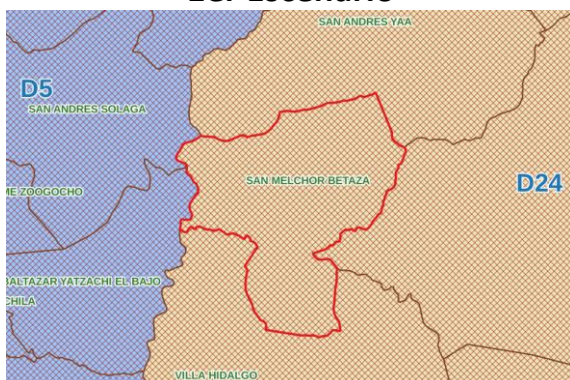 SAN ANDRES YAA
D5
SAN ANDRES SOLAGA
SAN MELCHOR BETAZA
D24
ME ZOOGOCHO
BALTAZAR YATZACHI EL BAJO
CHILA
VILLA HIDALGO